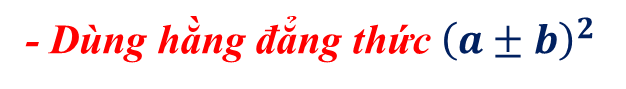 - Dùng hằng đẳng thức (a ± b)²